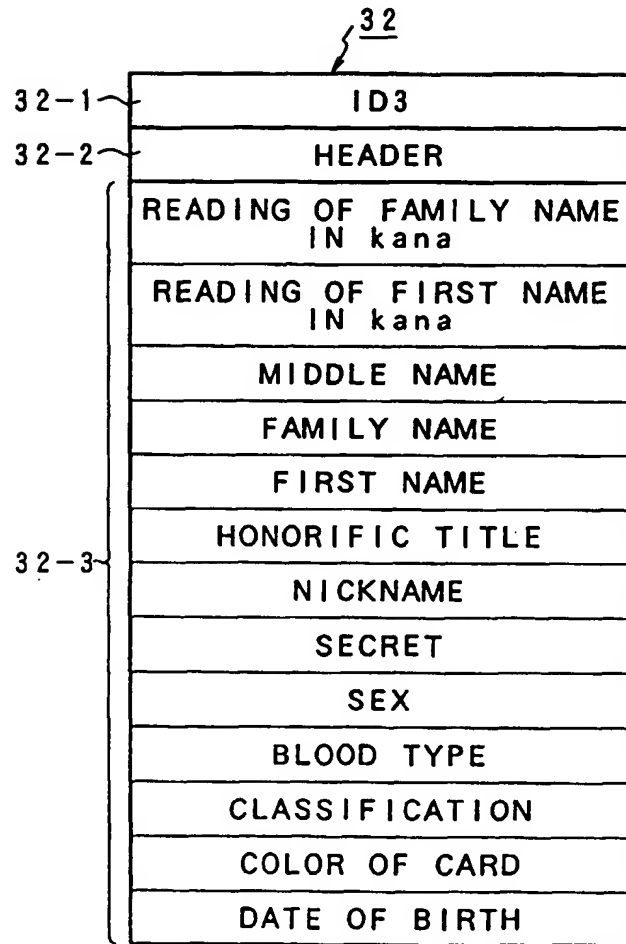 32
32-1 ID3
32-2 HEADER
READING OF FAMILY NAME
IN kana
READING OF FIRST NAME
IN kana
MIDDLE NAME
FAMILY NAME
FIRST NAME
HONORIFIC TITLE
32-3
NICKNAME
SECRET
SEX
BLOOD TYPE
CLASSIFICATION
COLOR OF CARD
DATE OF BIRTH